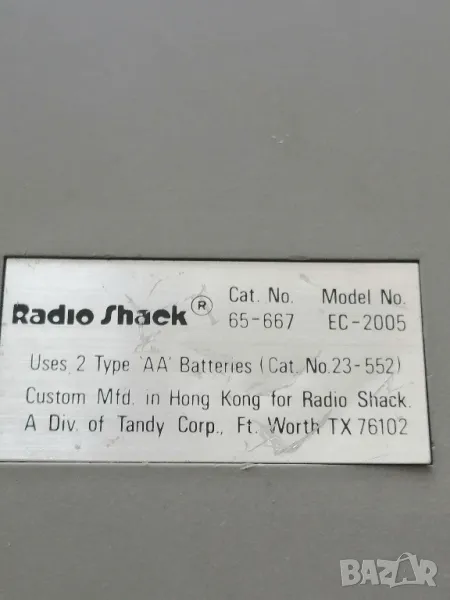 Radio Shack ® Cat. No. Model No.
65-667 EC-2005
Uses 2 Type 'AA' Batteries (Cat. No.23-552)
Custom Mfd. in Hong Kong for Radio Shack.
A Div. of Tandy Corp., Ft. Worth TX 76102
BAZAR